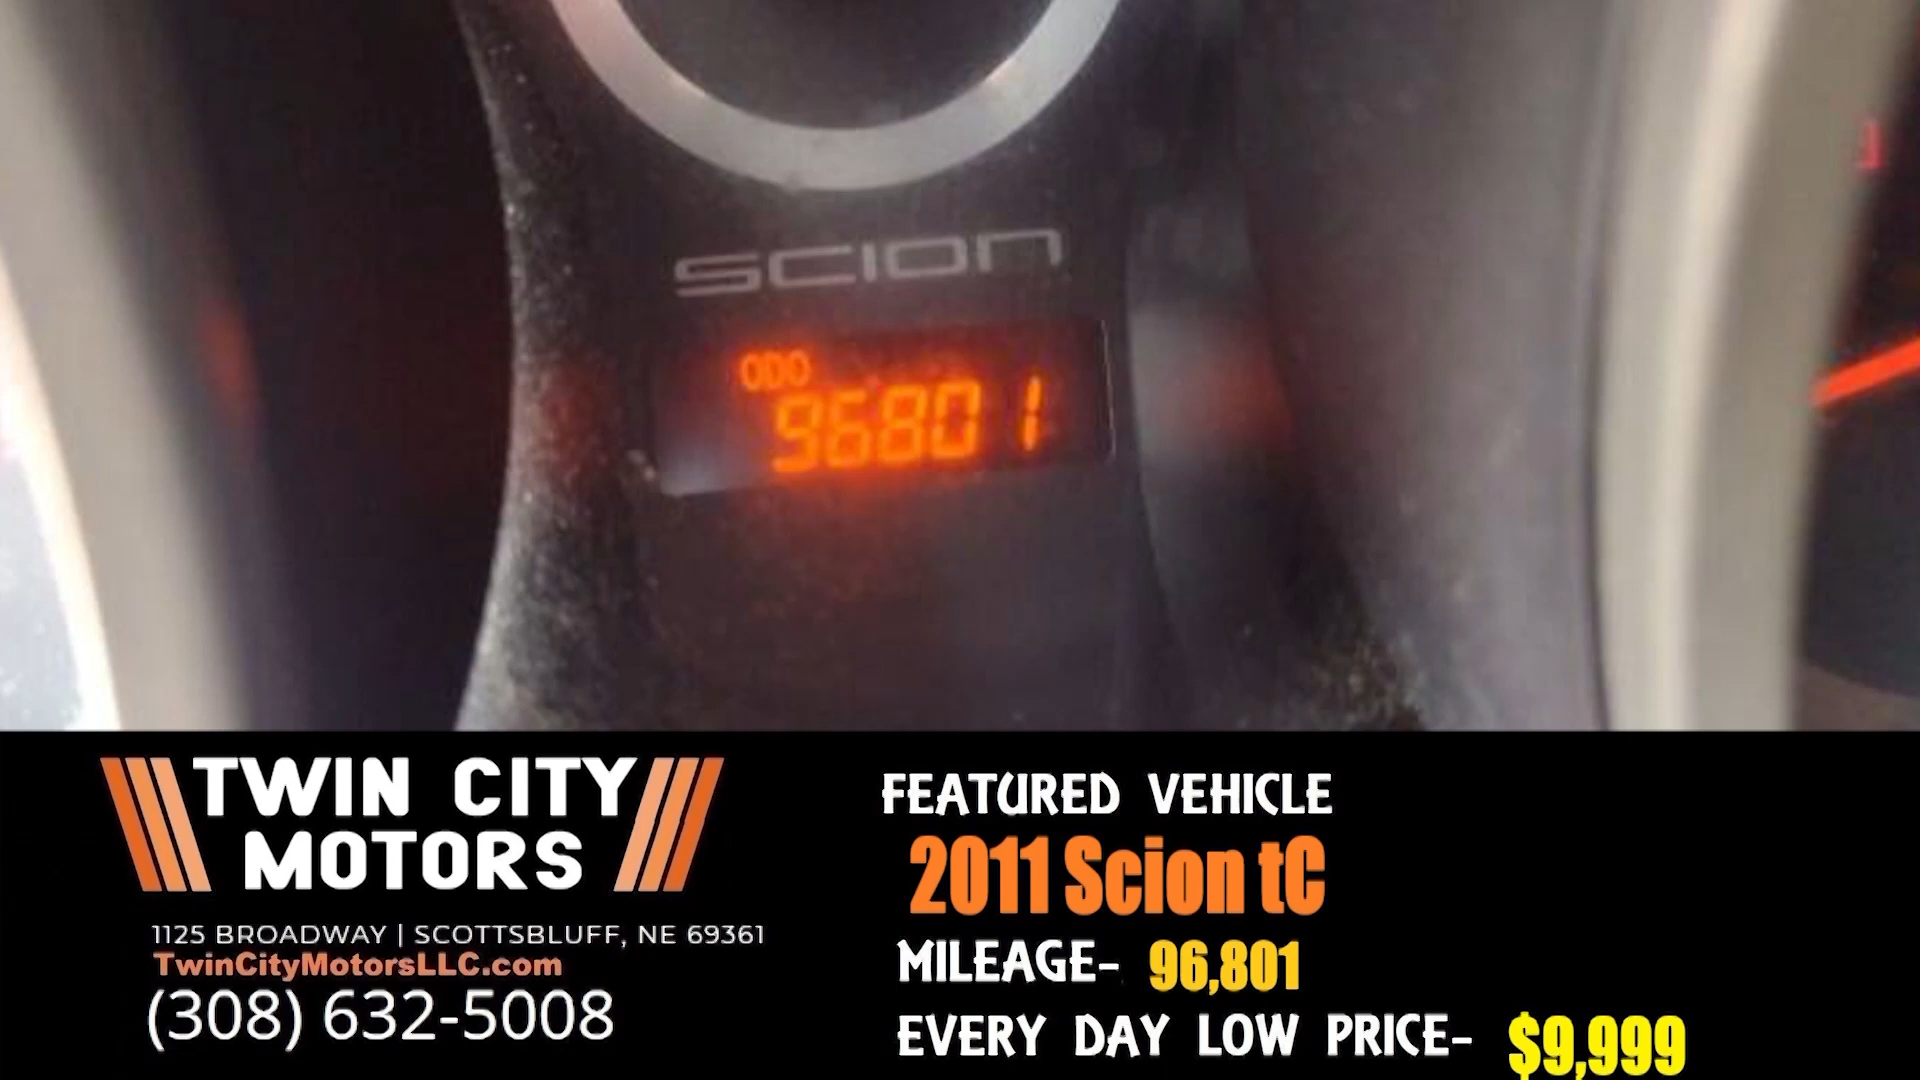 SCION
ODO
96801
TWIN CITY
MOTORS
1125 BROADWAY | SCOTTSBLUFF, NE 69361
TwinCityMotorsLLC.com
(308) 632-5008
FEATURED VEHICLE
2011 Scion tC
MILEAGE- 96,801
EVERY DAY LOW PRICE- $9,999